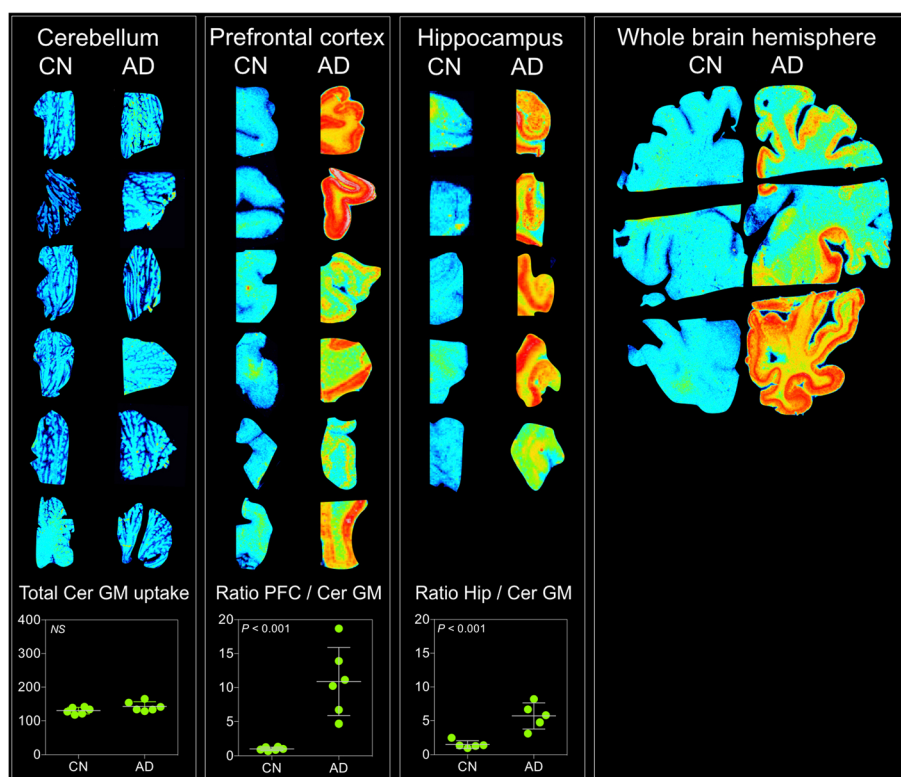 Cerebellum
CN AD
Prefrontal cortex
CN AD
Hippocampus
CN AD
Whole brain hemisphere
CN AD
Total Cer GM uptake
400
300
200
100
0
NS
CN AD
Ratio PFC / Cer GM
20
15
10
5
0
P < 0.001
CN AD
Ratio Hip / Cer GM
20
15
10
5
0
P < 0.001
CN AD